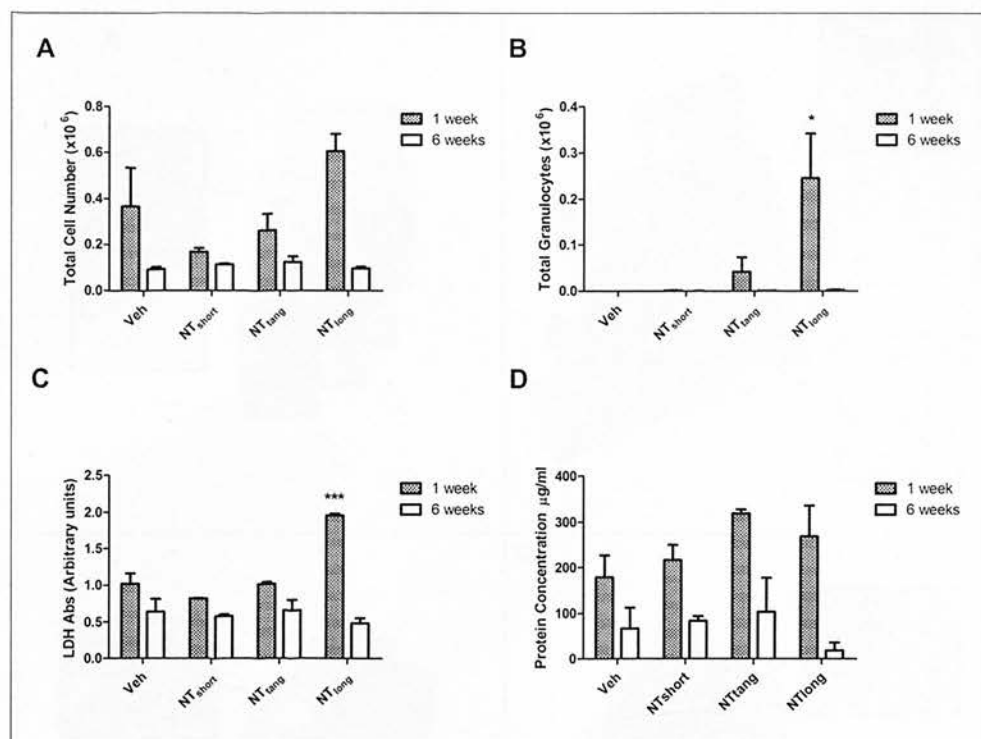 A
Total Cell Number (x10 6)
0.8
0.6
0.4
0.2
0.0
Veh
NTshort
NTtang
NTlong
1 week
6 weeks
B
Total Granulocytes (x10 6)
0.4
0.3
0.2
0.1
0.0
*
Veh
NTshort
NTtang
NTlong
1 week
6 weeks
C
LDH Abs (Arbitrary units)
2.5
2.0
1.5
1.0
0.5
0.0
***
Veh
NTshort
NTtang
NTlong
1 week
6 weeks
D
Protein Concentration µg/ml
400
300
200
100
0
Veh
NTshort
NTtang
NTlong
1 week
6 weeks